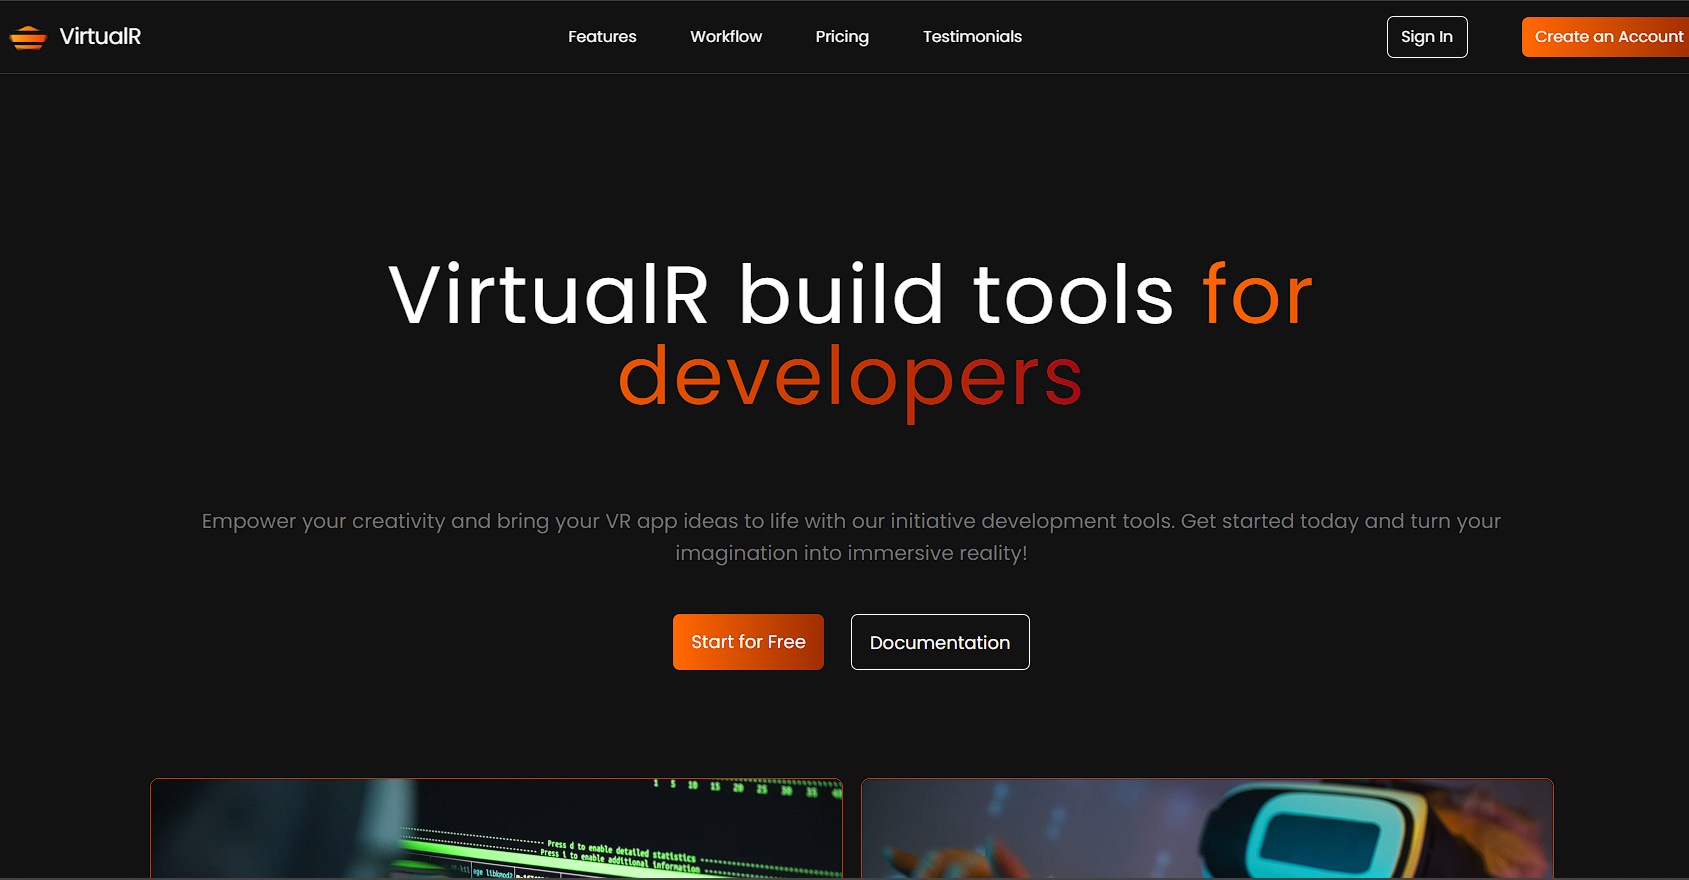 VirtualR
Features
Workflow
Pricing
Testimonials
Sign In
Create an Account
VirtualR build tools for
developers
Empower your creativity and bring your VR app ideas to life with our initiative development tools. Get started today and turn your
imagination into immersive reality!
Start for Free
Documentation
1 5 10 15 20 25 30 35
Press d to enable detailed statistics
Press t to enable additional information